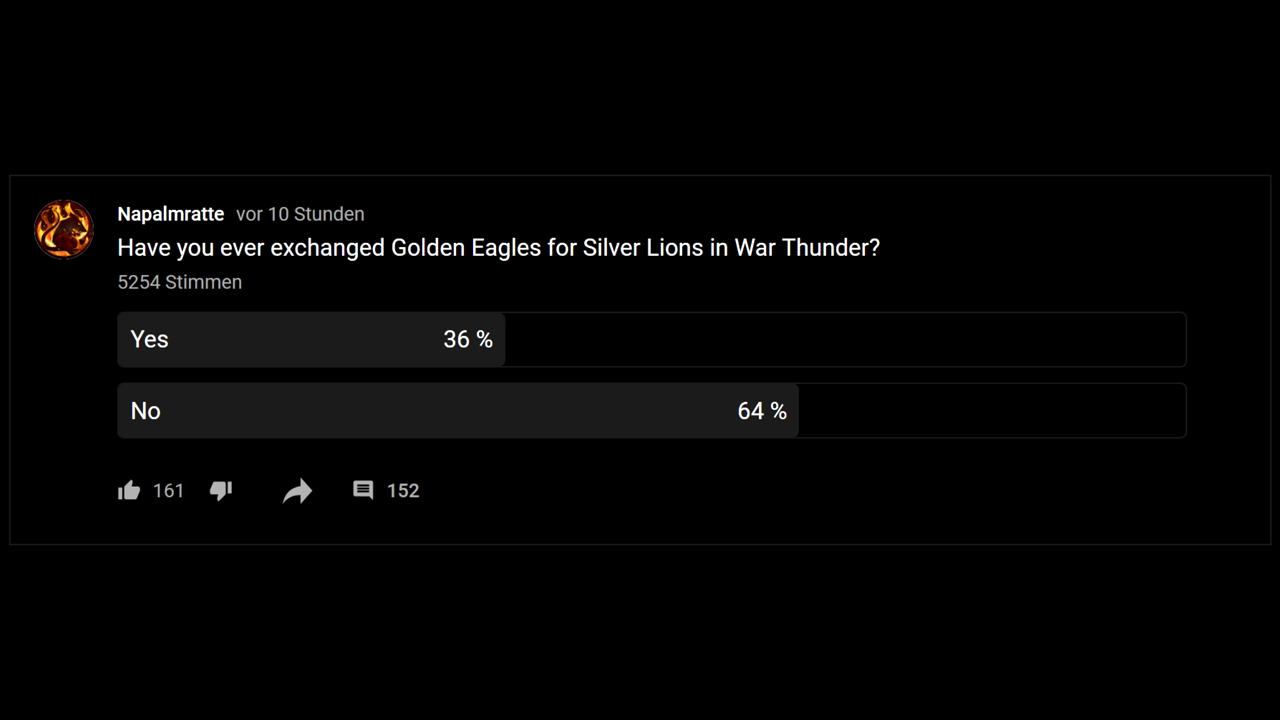 Napalmratte vor 10 Stunden
Have you ever exchanged Golden Eagles for Silver Lions in War Thunder?
5254 Stimmen
Yes 36 %
No 64 %
161 152